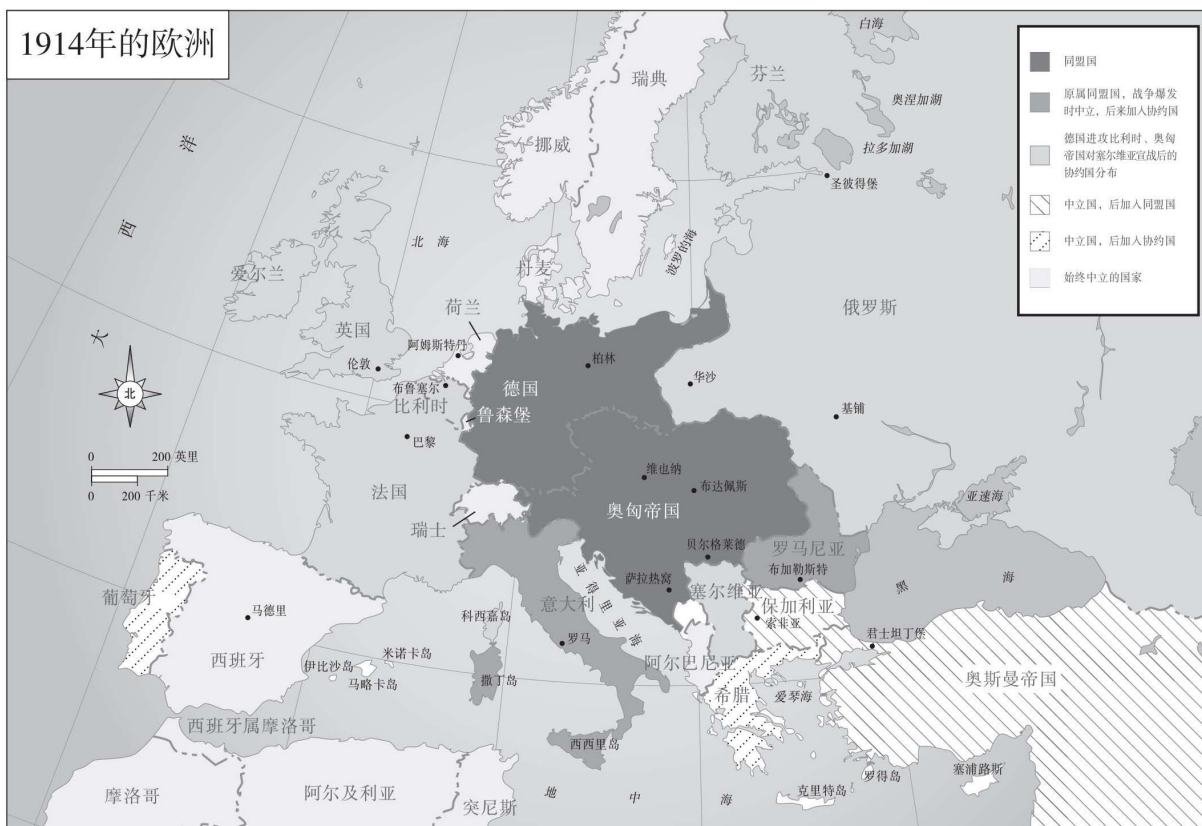 1914年的欧洲
同盟国
原属同盟国，战争爆发
时中立，后来加入协约国
德国进攻比利时、奥匈
帝国对塞尔维亚宣战后的
协约国分布
中立国，后加入同盟国
中立国，后加入协约国
始终中立的国家
白海
瑞典
芬兰
奥涅加湖
挪威
拉多加湖
圣彼得堡
大西洋
北海
波罗的海
爱尔兰
丹麦
荷兰
俄罗斯
英国
阿姆斯特丹
伦敦
柏林
布鲁塞尔
德国
华沙
北
比利时
鲁森堡
基铺
巴黎
0 200 英里
0 200 千米
维也纳
布达佩斯
法国
亚速海
奥匈帝国
瑞士
贝尔格莱德
罗马尼亚
布加勒斯特
萨拉热窝
塞尔维亚
黑海
亚得里亚海
葡萄牙
马德里
科西嘉岛
意大利
保加利亚
索非亚
罗马
君士坦丁堡
西班牙
米诺卡岛
伊比沙岛
马略卡岛
撒丁岛
阿尔巴尼亚
希腊
爱琴海
奥斯曼帝国
西班牙属摩洛哥
西西里岛
罗得岛
塞浦路斯
摩洛哥
阿尔及利亚
突尼斯
地中海
克里特岛